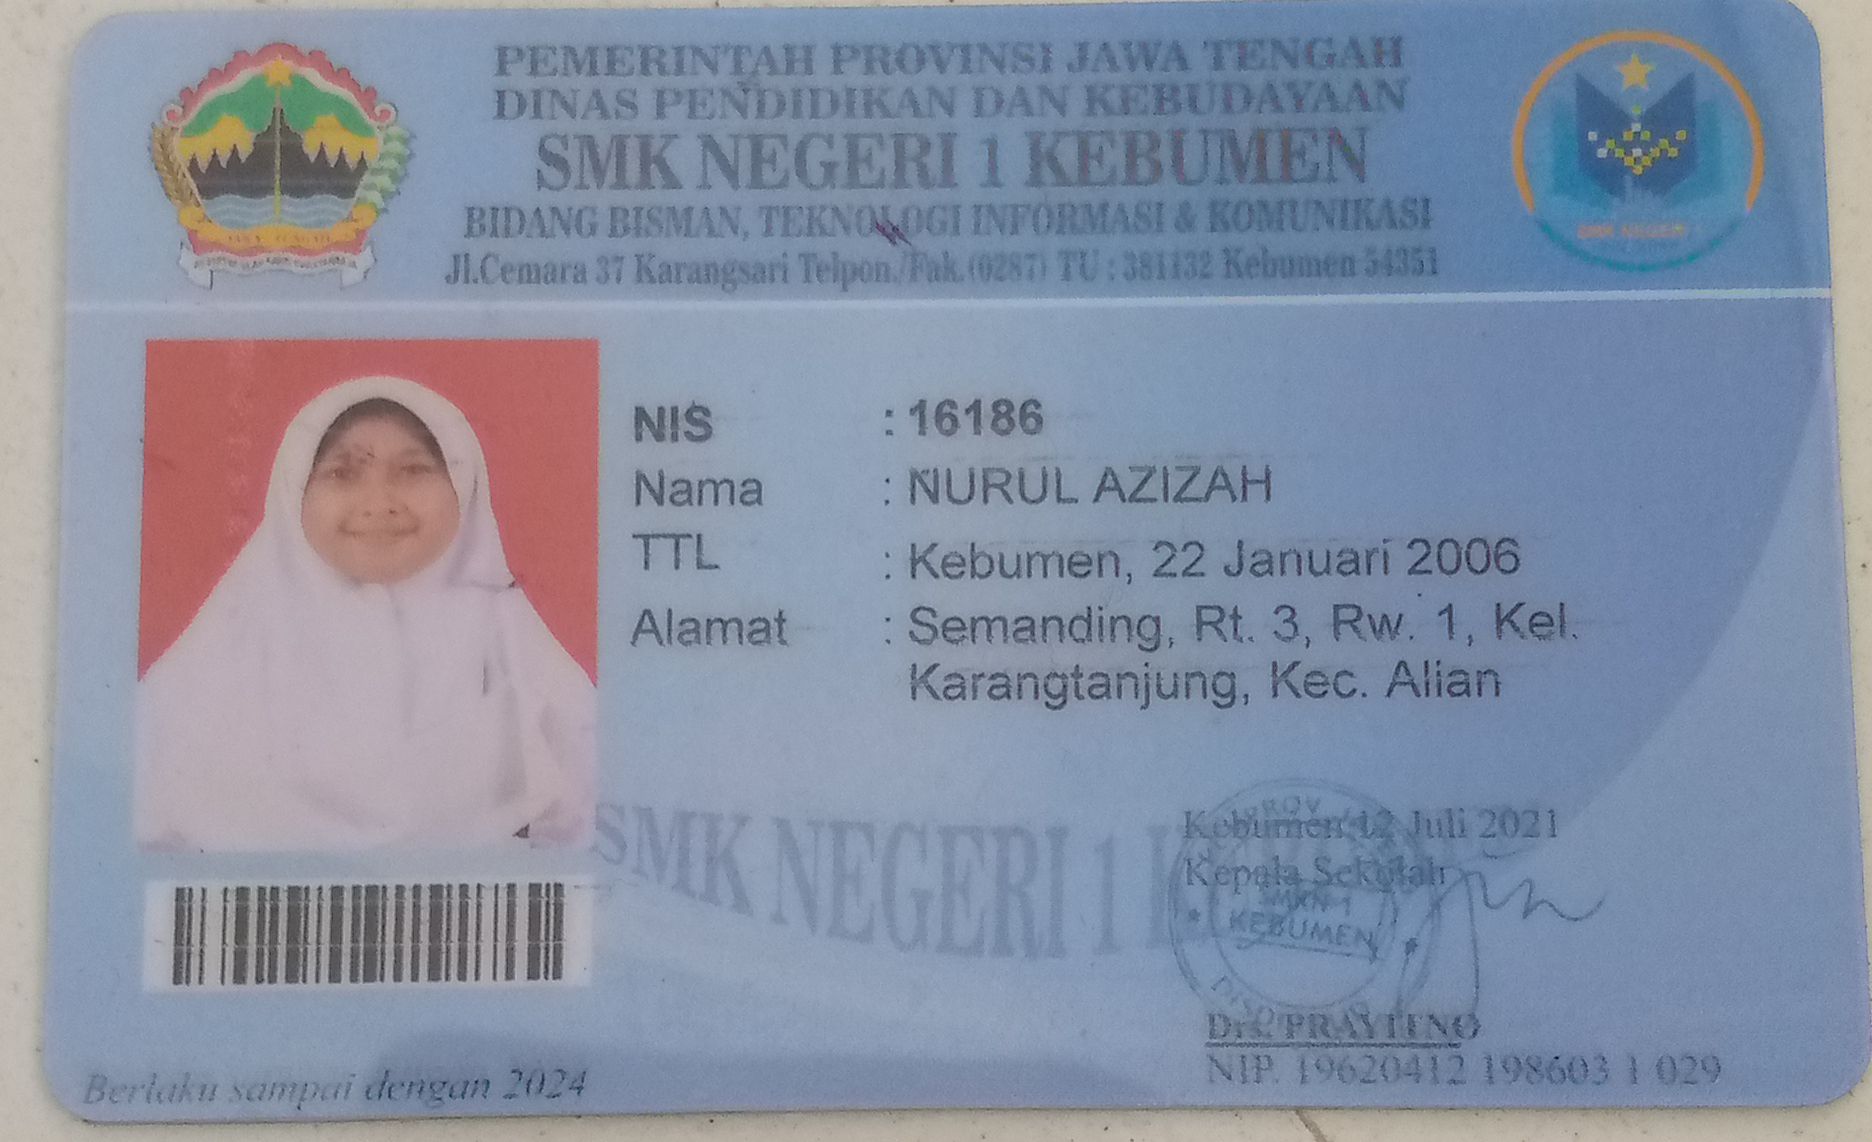 PEMERINTAH PROVINSI JAWA TENGAH
DINAS PENDIDIKAN DAN KEBUDAYAAN
SMK NEGERI 1 KEBUMEN
BIDANG BISMAN, TEKNOLOGI INFORMASI & KOMUNIKASI
Jl.Cemara 37 Karangsari Telpon./Fak.(0287) TU : 381132 Kebumen 54351
SMK NEGERI
NIS : 16186
Nama : NURUL AZIZAH
TTL : Kebumen, 22 Januari 2006
Alamat : Semanding, Rt. 3, Rw. 1, Kel.
Karangtanjung, Kec. Alian
SMK NEGERI 1
Kebumen 12 Juli 2021
Kepala Sekolah
SMKN-1
KEBUMEN
Drs. PRAYITNO
NIP. 19620412 198603 1 029
Berlaku sampai dengan 2024